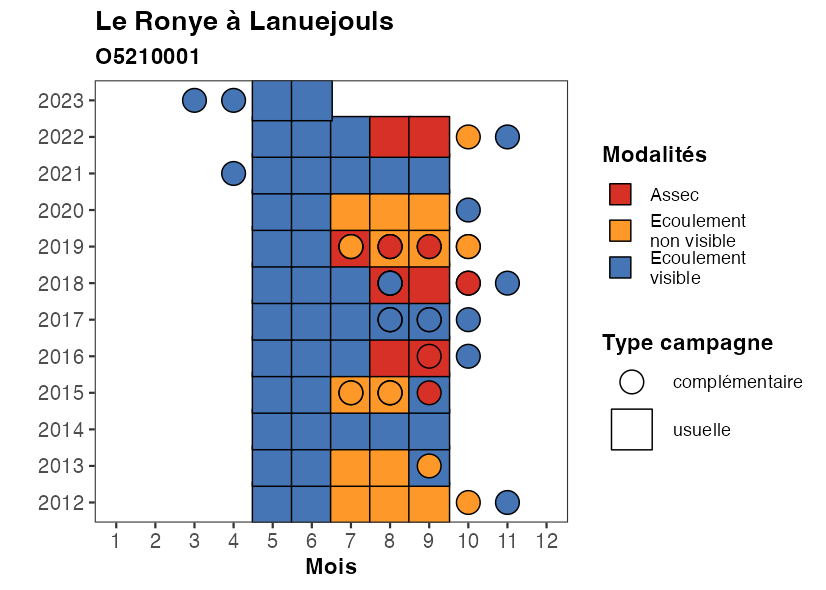 Le Ronye à Lanuejouls
O5210001
2023
2022
2021
2020
2019
2018
2017
2016
2015
2014
2013
2012
1 2 3 4 5 6 7 8 9 10 11 12
Mois
Modalités
Assec
Ecoulement
non visible
Ecoulement
visible
Type campagne
complémentaire
usuelle